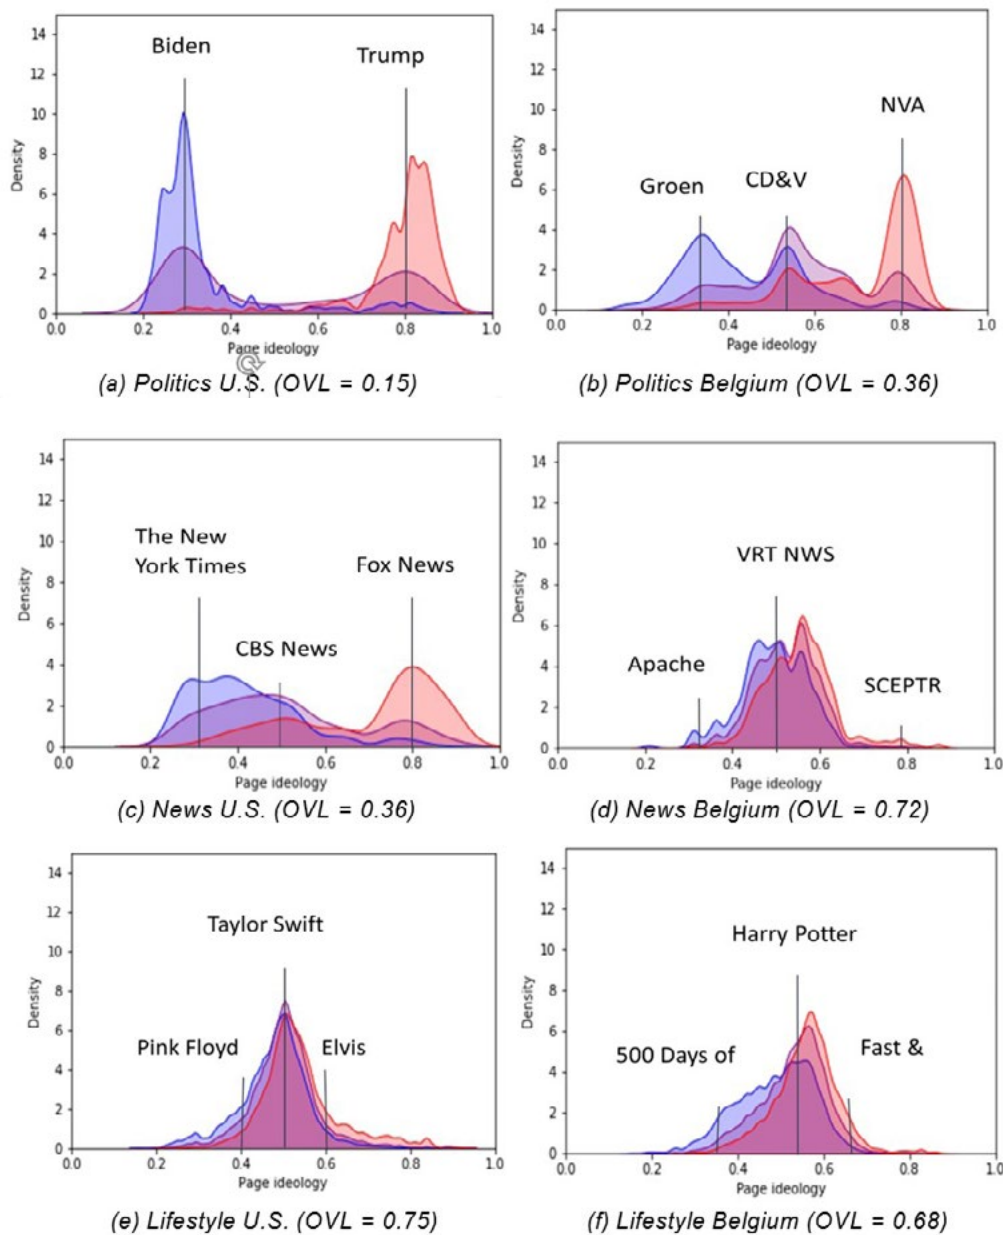 Biden
Trump
14
12
10
8
6
4
2
0
Density
0.0 0.2 0.4 0.6 0.8 1.0
Page ideology
(a) Politics U.S. (OVL = 0.15)
NVA
Groen
CD&V
14
12
10
8
6
4
2
0
Density
0.0 0.2 0.4 0.6 0.8 1.0
Page ideology
(b) Politics Belgium (OVL = 0.36)
The New
York Times
Fox News
CBS News
14
12
10
8
6
4
2
0
Density
0.0 0.2 0.4 0.6 0.8 1.0
Page ideology
(c) News U.S. (OVL = 0.36)
VRT NWS
Apache
SCEPTR
14
12
10
8
6
4
2
0
Density
0.0 0.2 0.4 0.6 0.8 1.0
Page ideology
(d) News Belgium (OVL = 0.72)
Taylor Swift
Pink Floyd
Elvis
14
12
10
8
6
4
2
0
Density
0.0 0.2 0.4 0.6 0.8 1.0
Page ideology
(e) Lifestyle U.S. (OVL = 0.75)
Harry Potter
500 Days of
Fast &
14
12
10
8
6
4
2
0
Density
0.0 0.2 0.4 0.6 0.8 1.0
Page ideology
(f) Lifestyle Belgium (OVL = 0.68)